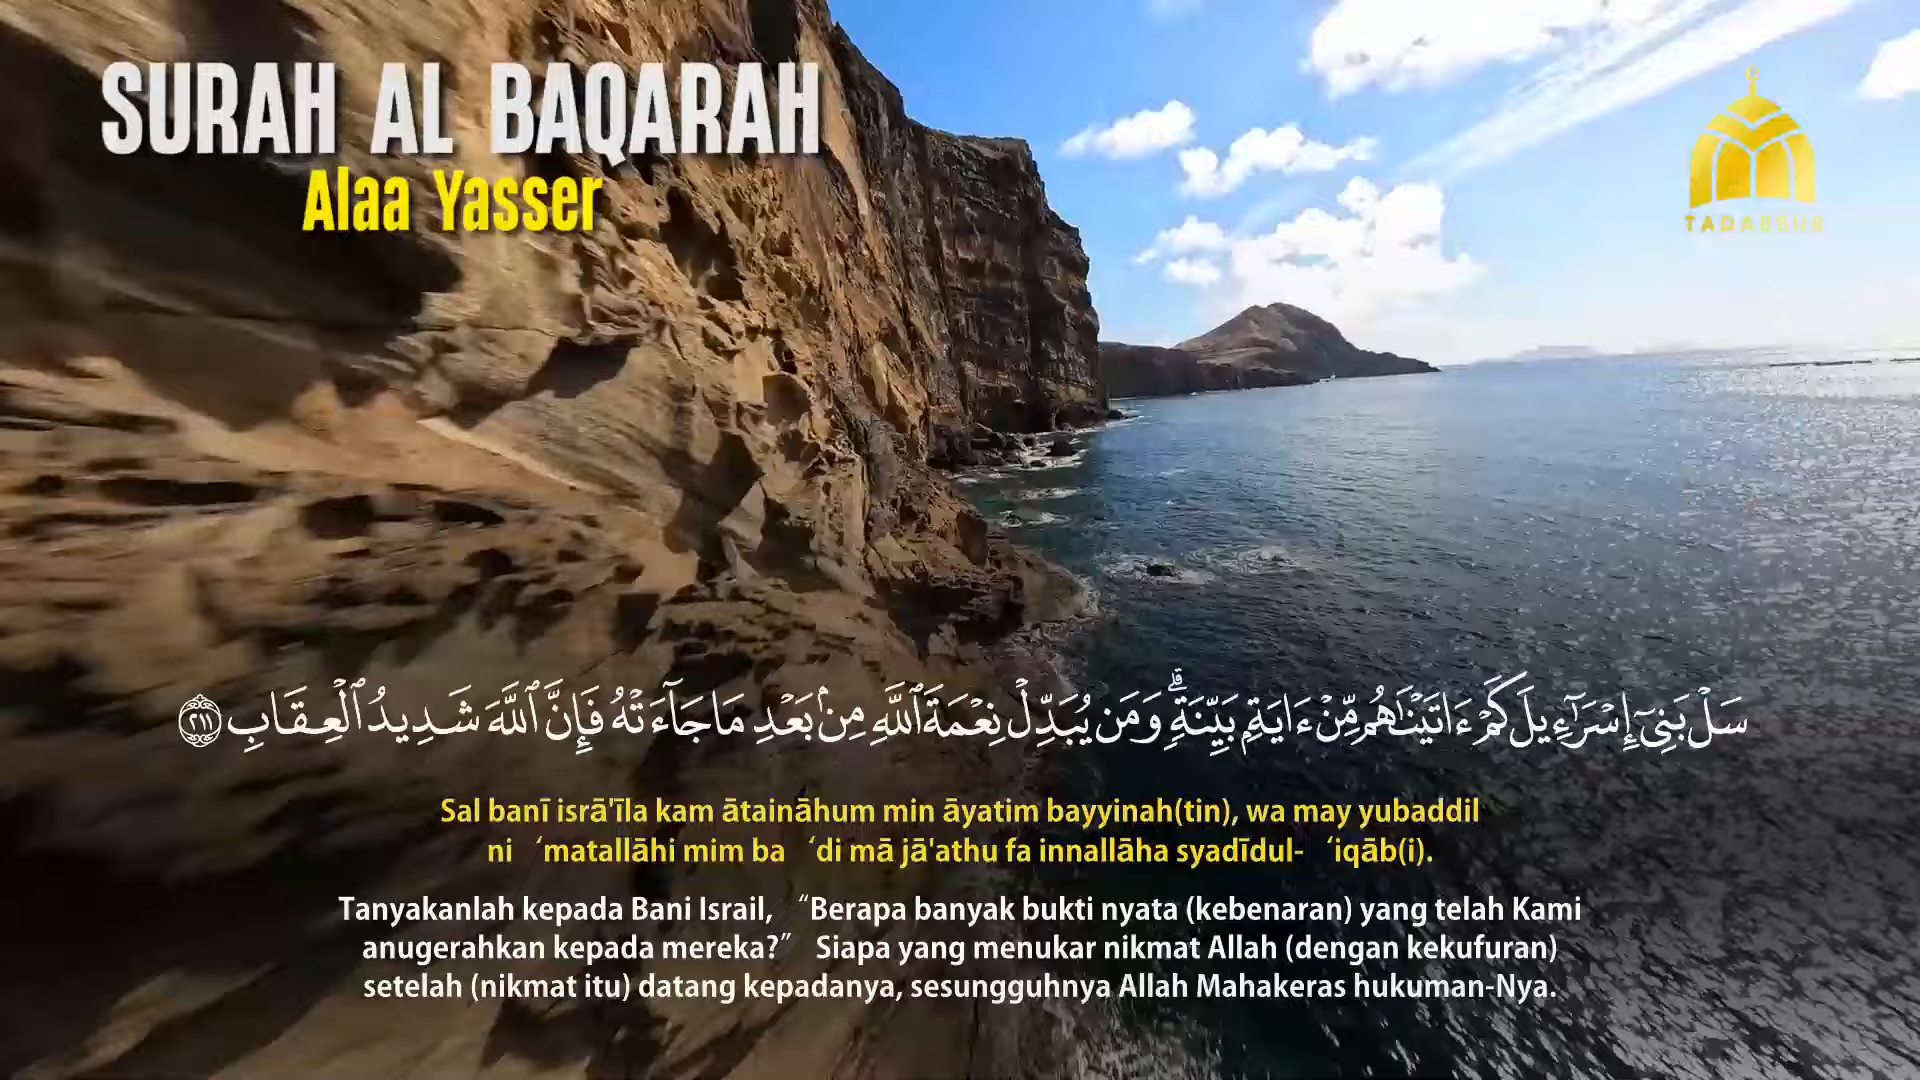 SURAH AL BAQARAH
Alaa Yasser
TADABBUR
سَلْ بَنِىٓ إِسْرَٰٓءِيلَ كَمْ ءَاتَيْنَٰهُم مِّنْ ءَايَةٍۭ بَيِّنَةٍۗ وَمَن يُبَدِّلْ نِعْمَةَ ٱللَّهِ مِنۢ بَعْدِ مَا جَآءَتْهُ فَإِنَّ ٱللَّهَ شَدِيدُ ٱلْعِقَابِ ٢١١
Sal banī isrā'īla kam ātaināhum min āyatim bayyinah(tin), wa may yubaddil
ni ‘matallāhi mim ba ‘di mā jā'athu fa innallāha syadīdul- ‘iqāb(i).
Tanyakanlah kepada Bani Israil, “Berapa banyak bukti nyata (kebenaran) yang telah Kami
anugerahkan kepada mereka?” Siapa yang menukar nikmat Allah (dengan kekufuran)
setelah (nikmat itu) datang kepadanya, sesungguhnya Allah Mahakeras hukuman-Nya.